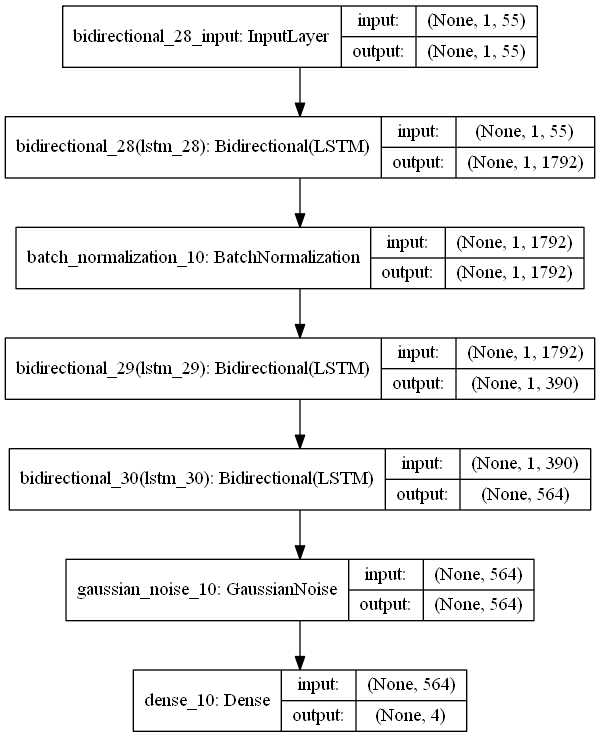 bidirectional_28_input: InputLayer
input: (None, 1, 55)
output: (None, 1, 55)
bidirectional_28(lstm_28): Bidirectional(LSTM)
input: (None, 1, 55)
output: (None, 1, 1792)
batch_normalization_10: BatchNormalization
input: (None, 1, 1792)
output: (None, 1, 1792)
bidirectional_29(lstm_29): Bidirectional(LSTM)
input: (None, 1, 1792)
output: (None, 1, 390)
bidirectional_30(lstm_30): Bidirectional(LSTM)
input: (None, 1, 390)
output: (None, 564)
gaussian_noise_10: GaussianNoise
input: (None, 564)
output: (None, 564)
dense_10: Dense
input: (None, 564)
output: (None, 4)